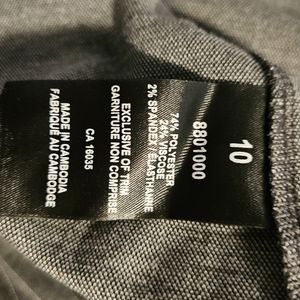 10
8801000
74% POLYESTER
24% VISCOSE
2% SPANDEX / ELASTHANNE
EXCLUSIVE OF TRIM
GARNITURE NON COMPRISE
CA 16035
MADE IN CAMBODIA
FABRIQUÉ AU CAMBODGE